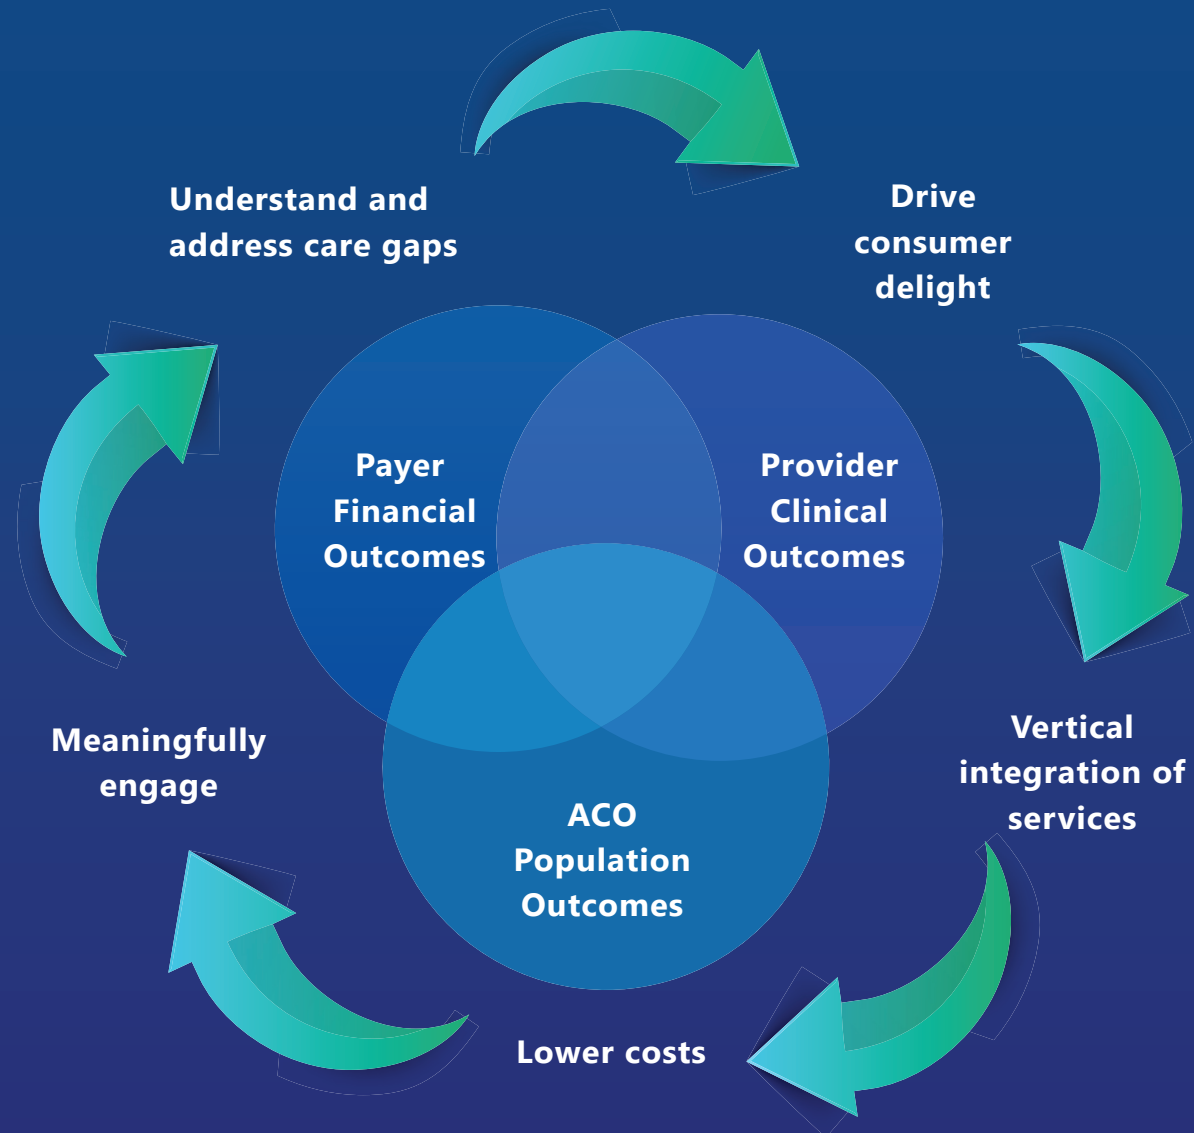 Understand and
address care gaps
Drive
consumer
delight
Payer
Financial
Outcomes
Provider
Clinical
Outcomes
Meaningfully
engage
Vertical
integration of
services
ACO
Population
Outcomes
Lower costs